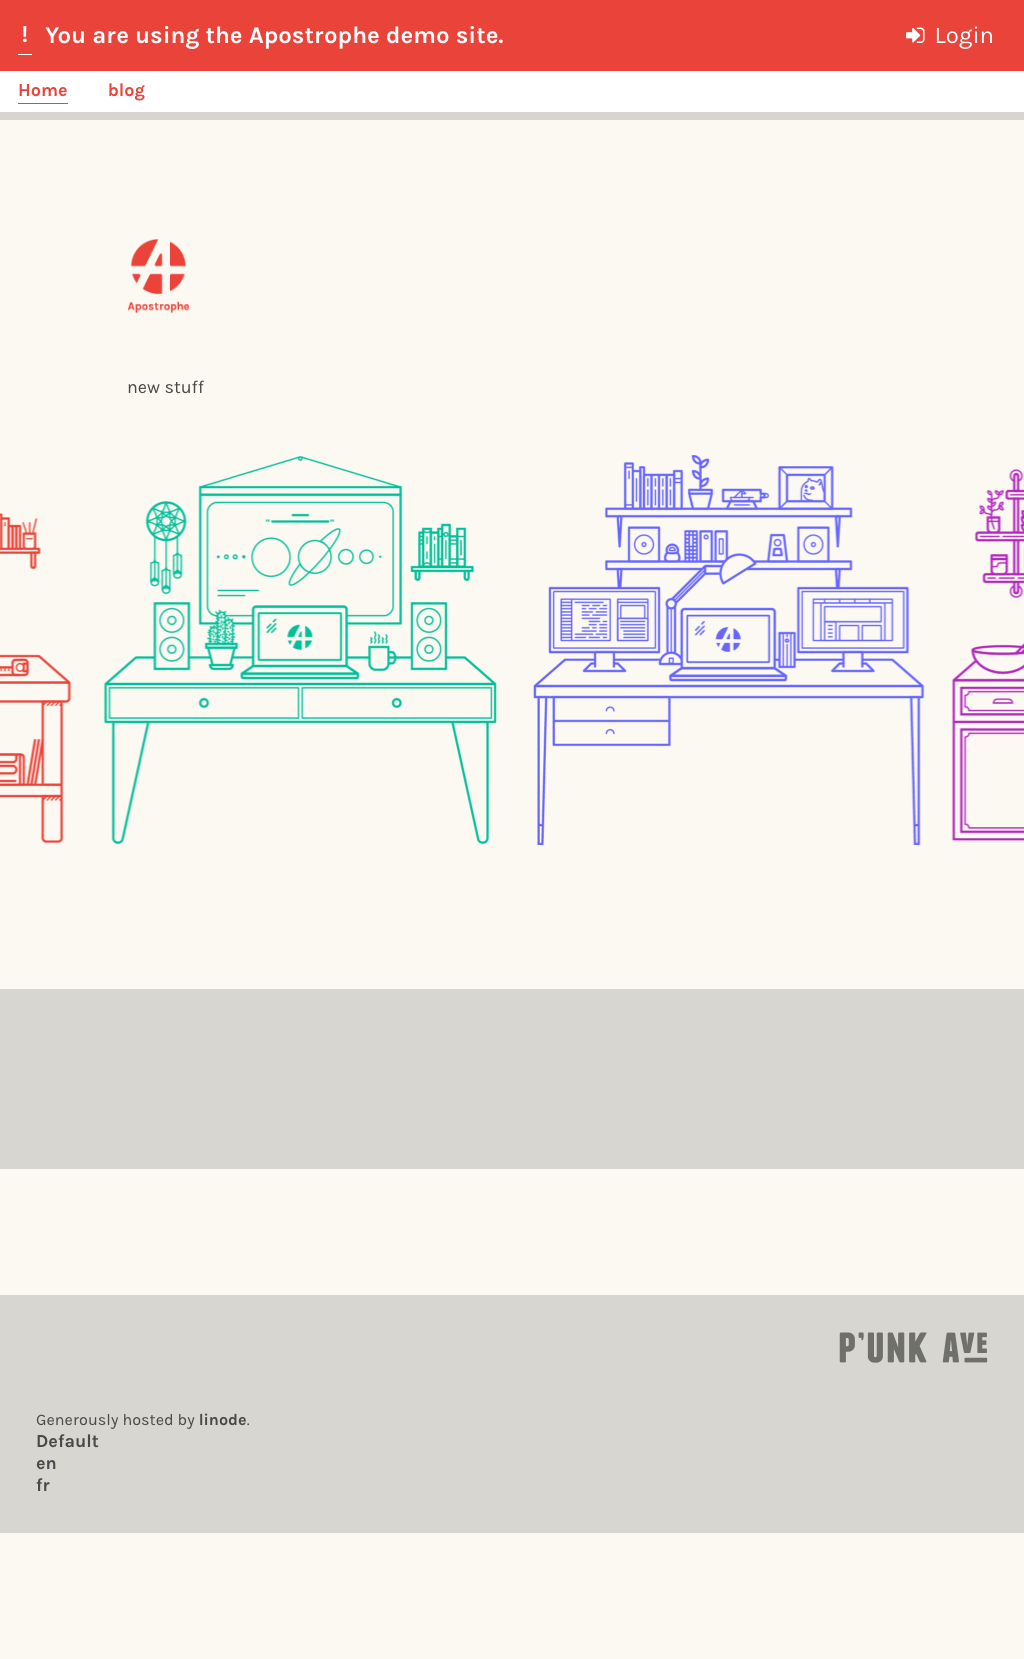 ! You are using the Apostrophe demo site.
Login
Home
blog
Apostrophe
new stuff
P'UNK AVE
Generously hosted by linode.
Default
en
fr